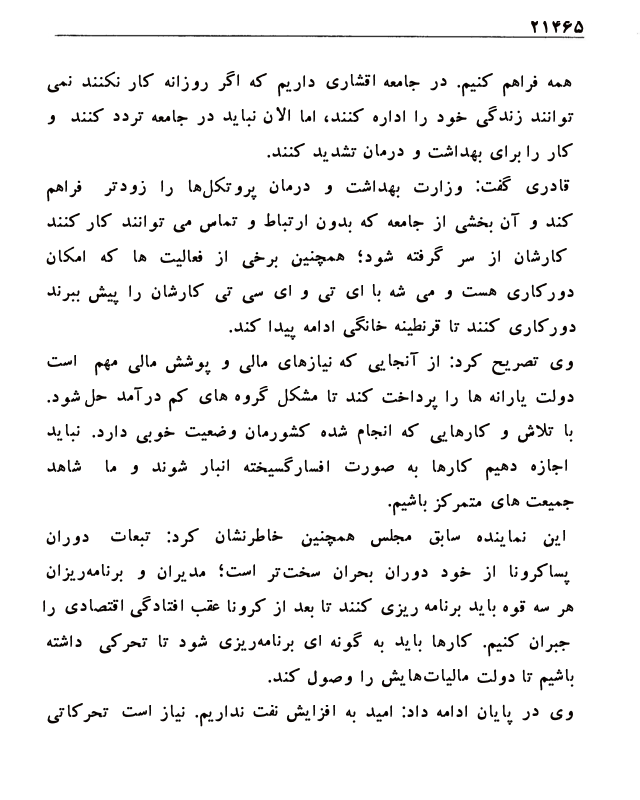 ۲۱۴۶۵
همه فراهم کنیم. در جامعه اقشاری داریم که اگر روزانه کار نکنند نمی
توانند زندگی خود را اداره کنند، اما الان نباید در جامعه تردد کنند و
کار را برای بهداشت و درمان تشدید کنند.
قادری گفت: وزارت بهداشت و درمان پروتکل‌ها را زودتر فراهم
کند و آن بخشی از جامعه که بدون ارتباط و تماس می توانند کار کنند
کارشان از سر گرفته شود؛ همچنین برخی از فعالیت ها که امکان
دورکاری هست و می شه با ای تی و ای سی تی کارشان را پیش ببرند
دورکاری کنند تا قرنطینه خانگی ادامه پیدا کند.
وی تصریح کرد: از آنجایی که نیازهای مالی و پوشش مالی مهم است
دولت یارانه ها را پرداخت کند تا مشکل گروه های کم درآمد حل شود.
با تلاش و کارهایی که انجام شده کشورمان وضعیت خوبی دارد. نباید
اجازه دهیم کارها به صورت افسارگسیخته انبار شوند و ما شاهد
جمیعت های متمرکز باشیم.
این نماینده سابق مجلس همچنین خاطرنشان کرد: تبعات دوران
پساکرونا از خود دوران بحران سخت‌تر است؛ مدیران و برنامه‌ریزان
هر سه قوه باید برنامه ریزی کنند تا بعد از کرونا عقب افتادگی اقتصادی را
جبران کنیم. کارها باید به گونه ای برنامه‌ریزی شود تا تحرکی داشته
باشیم تا دولت مالیات‌هایش را وصول کند.
وی در پایان ادامه داد: امید به افزایش نفت نداریم. نیاز است تحرکاتی